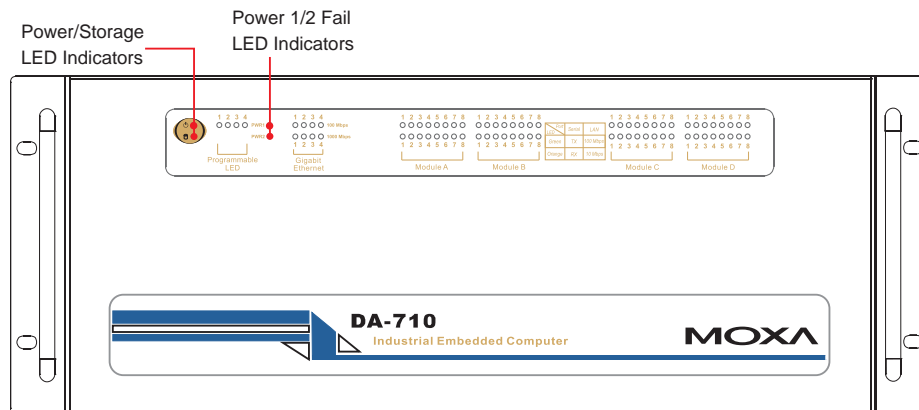 Power/Storage
LED Indicators
Power 1/2 Fail
LED Indicators
1 2 3 4
PWR1
PWR2
1 2 3 4
100 Mbps
1000 Mbps
1 2 3 4
Programmable
LED
Gigabit
Ethernet
1 2 3 4 5 6 7 8
1 2 3 4 5 6 7 8
Module A
1 2 3 4 5 6 7 8
1 2 3 4 5 6 7 8
Module B
Serial LAN
Green TX 100 Mbps
Orange RX 10 Mbps
1 2 3 4 5 6 7 8
1 2 3 4 5 6 7 8
Module C
1 2 3 4 5 6 7 8
1 2 3 4 5 6 7 8
Module D
DA-710
Industrial Embedded Computer
MOXA